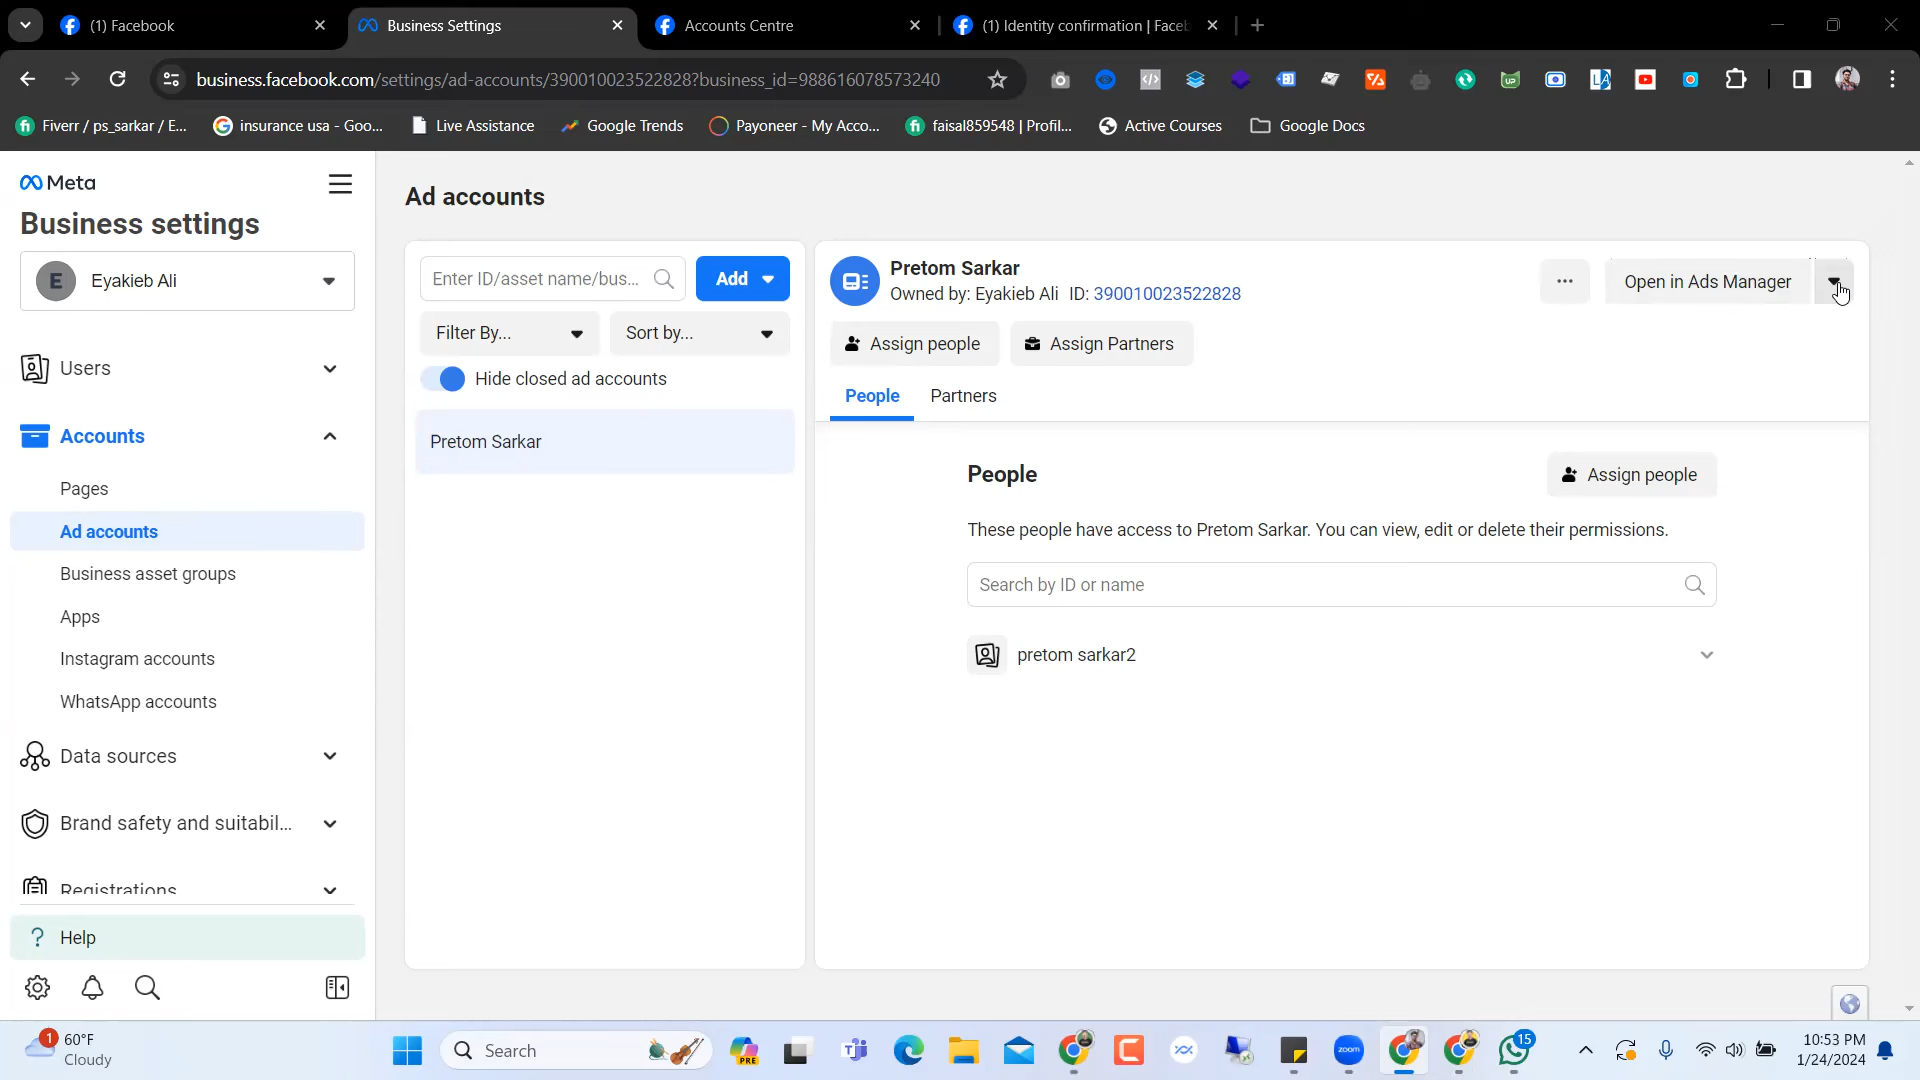 (1) Facebook
Business Settings
Accounts Centre
(1) Identity confirmation | Faceb
business.facebook.com/settings/ad-accounts/390010023522828?business_id=988616078573240
Fiverr / ps_sarkar / E...
insurance usa - Goo...
Live Assistance
Google Trends
Payoneer - My Acco...
faisal859548 | Profil...
Active Courses
Google Docs
Meta
Business settings
E
Eyakieb Ali
Users
Accounts
Pages
Ad accounts
Business asset groups
Apps
Instagram accounts
WhatsApp accounts
Data sources
Brand safety and suitabil...
Registrations
? Help
Ad accounts
Enter ID/asset name/bus...
Add
Filter By...
Sort by...
Hide closed ad accounts
Pretom Sarkar
Pretom Sarkar
Owned by: Eyakieb Ali ID: 390010023522828
...
Open in Ads Manager
Assign people
Assign Partners
People
Partners
People
Assign people
These people have access to Pretom Sarkar. You can view, edit or delete their permissions.
Search by ID or name
pretom sarkar2
1
60°F
Cloudy
Search
PRE
zoom
15
10:53 PM
1/24/2024